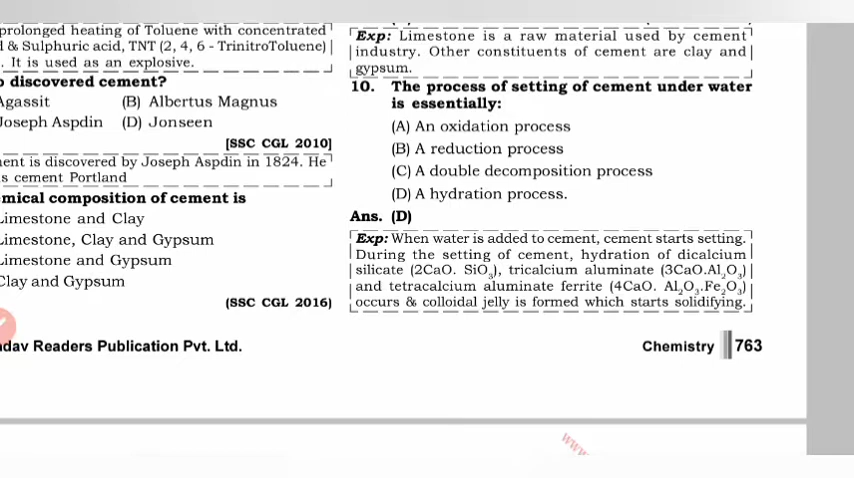 prolonged heating of Toluene with concentrated
& Sulphuric acid, TNT (2, 4, 6 - TrinitroToluene)
. It is used as an explosive.
discovered cement?
Agassit (B) Albertus Magnus
Joseph Aspdin (D) Jonseen
[SSC CGL 2010]
ent is discovered by Joseph Aspdin in 1824. He
s cement Portland
mical composition of cement is
Limestone and Clay
Limestone, Clay and Gypsum
Limestone and Gypsum
Clay and Gypsum
(SSC CGL 2016)
Exp: Limestone is a raw material used by cement
industry. Other constituents of cement are clay and
gypsum.
10. The process of setting of cement under water
is essentially:
(A) An oxidation process
(B) A reduction process
(C) A double decomposition process
(D) A hydration process.
Ans. (D)
Exp: When water is added to cement, cement starts setting.
During the setting of cement, hydration of dicalcium
silicate (2CaO. SiO₃), tricalcium aluminate (3CaO.Al₂O₃)
and tetracalcium aluminate ferrite (4CaO. Al₂O₃.Fe₂O₃)
occurs & colloidal jelly is formed which starts solidifying.
dav Readers Publication Pvt. Ltd.
Chemistry 763
www